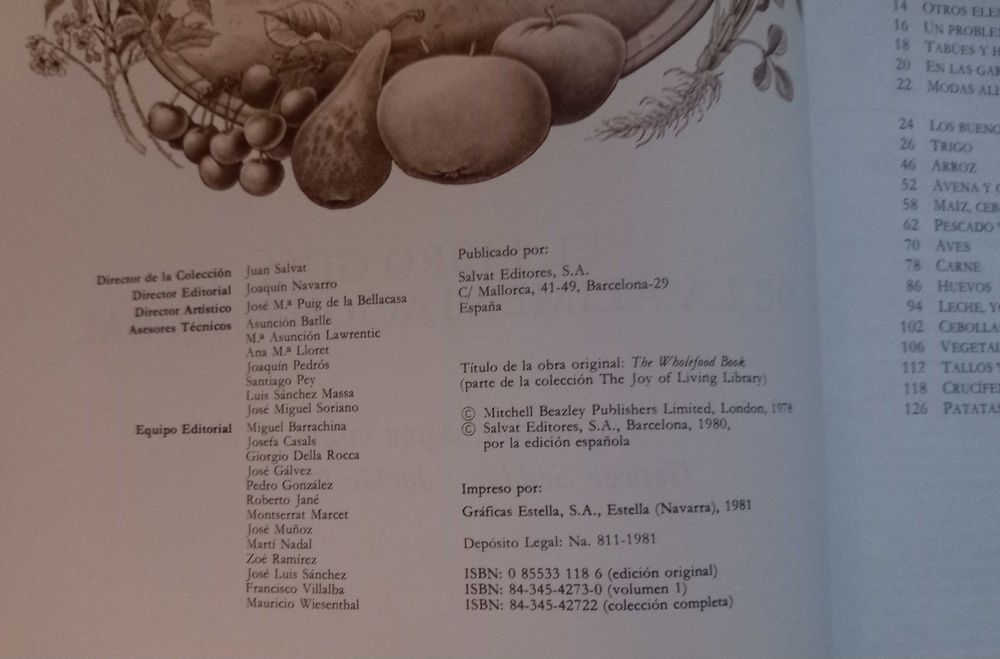 Director de la Colección Juan Salvat
Director Editorial Joaquín Navarro
Director Artístico José M.ª Puig de la Bellacasa
Asesores Técnicos Asunción Batlle
M.ª Asunción Lawrentic
Ana M.ª Lloret
Joaquín Pedrós
Santiago Pey
Luis Sánchez Massa
José Miguel Soriano
Equipo Editorial Miguel Barrachina
Josefa Casals
Giorgio Della Rocca
José Gálvez
Pedro González
Roberto Jané
Montserrat Marcet
José Muñoz
Martí Nadal
Zoé Ramírez
José Luis Sánchez
Francisco Villalba
Mauricio Wiesenthal
Publicado por:
Salvat Editores, S.A.
C/ Mallorca, 41-49, Barcelona-29
España
Título de la obra original: The Wholefood Book
(parte de la colección The Joy of Living Library)
© Mitchell Beazley Publishers Limited, London, 1978
© Salvat Editores, S.A., Barcelona, 1980,
por la edición española
Impreso por:
Gráficas Estella, S.A., Estella (Navarra), 1981
Depósito Legal: Na. 811-1981
ISBN: 0 85533 118 6 (edición original)
ISBN: 84-345-4273-0 (volumen 1)
ISBN: 84-345-42722 (colección completa)
14 OTROS
16 UN
18 TABÚES Y
20 EN LAS
22 MODAS
24 LOS
26 TRIGO
46 ARROZ
52 AVENA Y
58 MAÍZ,
62 PESCADO
70 AVES
78 CARNE
86 HUEVOS
94 LECHE,
102 CEBOLLA
106
112 TALLOS
118
126 PATATAS